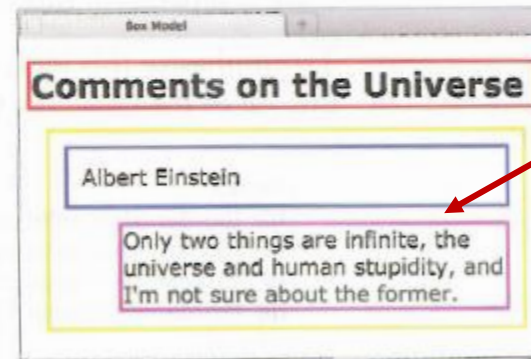 Box Model
Comments on the Universe
Albert Einstein
Only two things are infinite, the
universe and human stupidity, and
I'm not sure about the former.